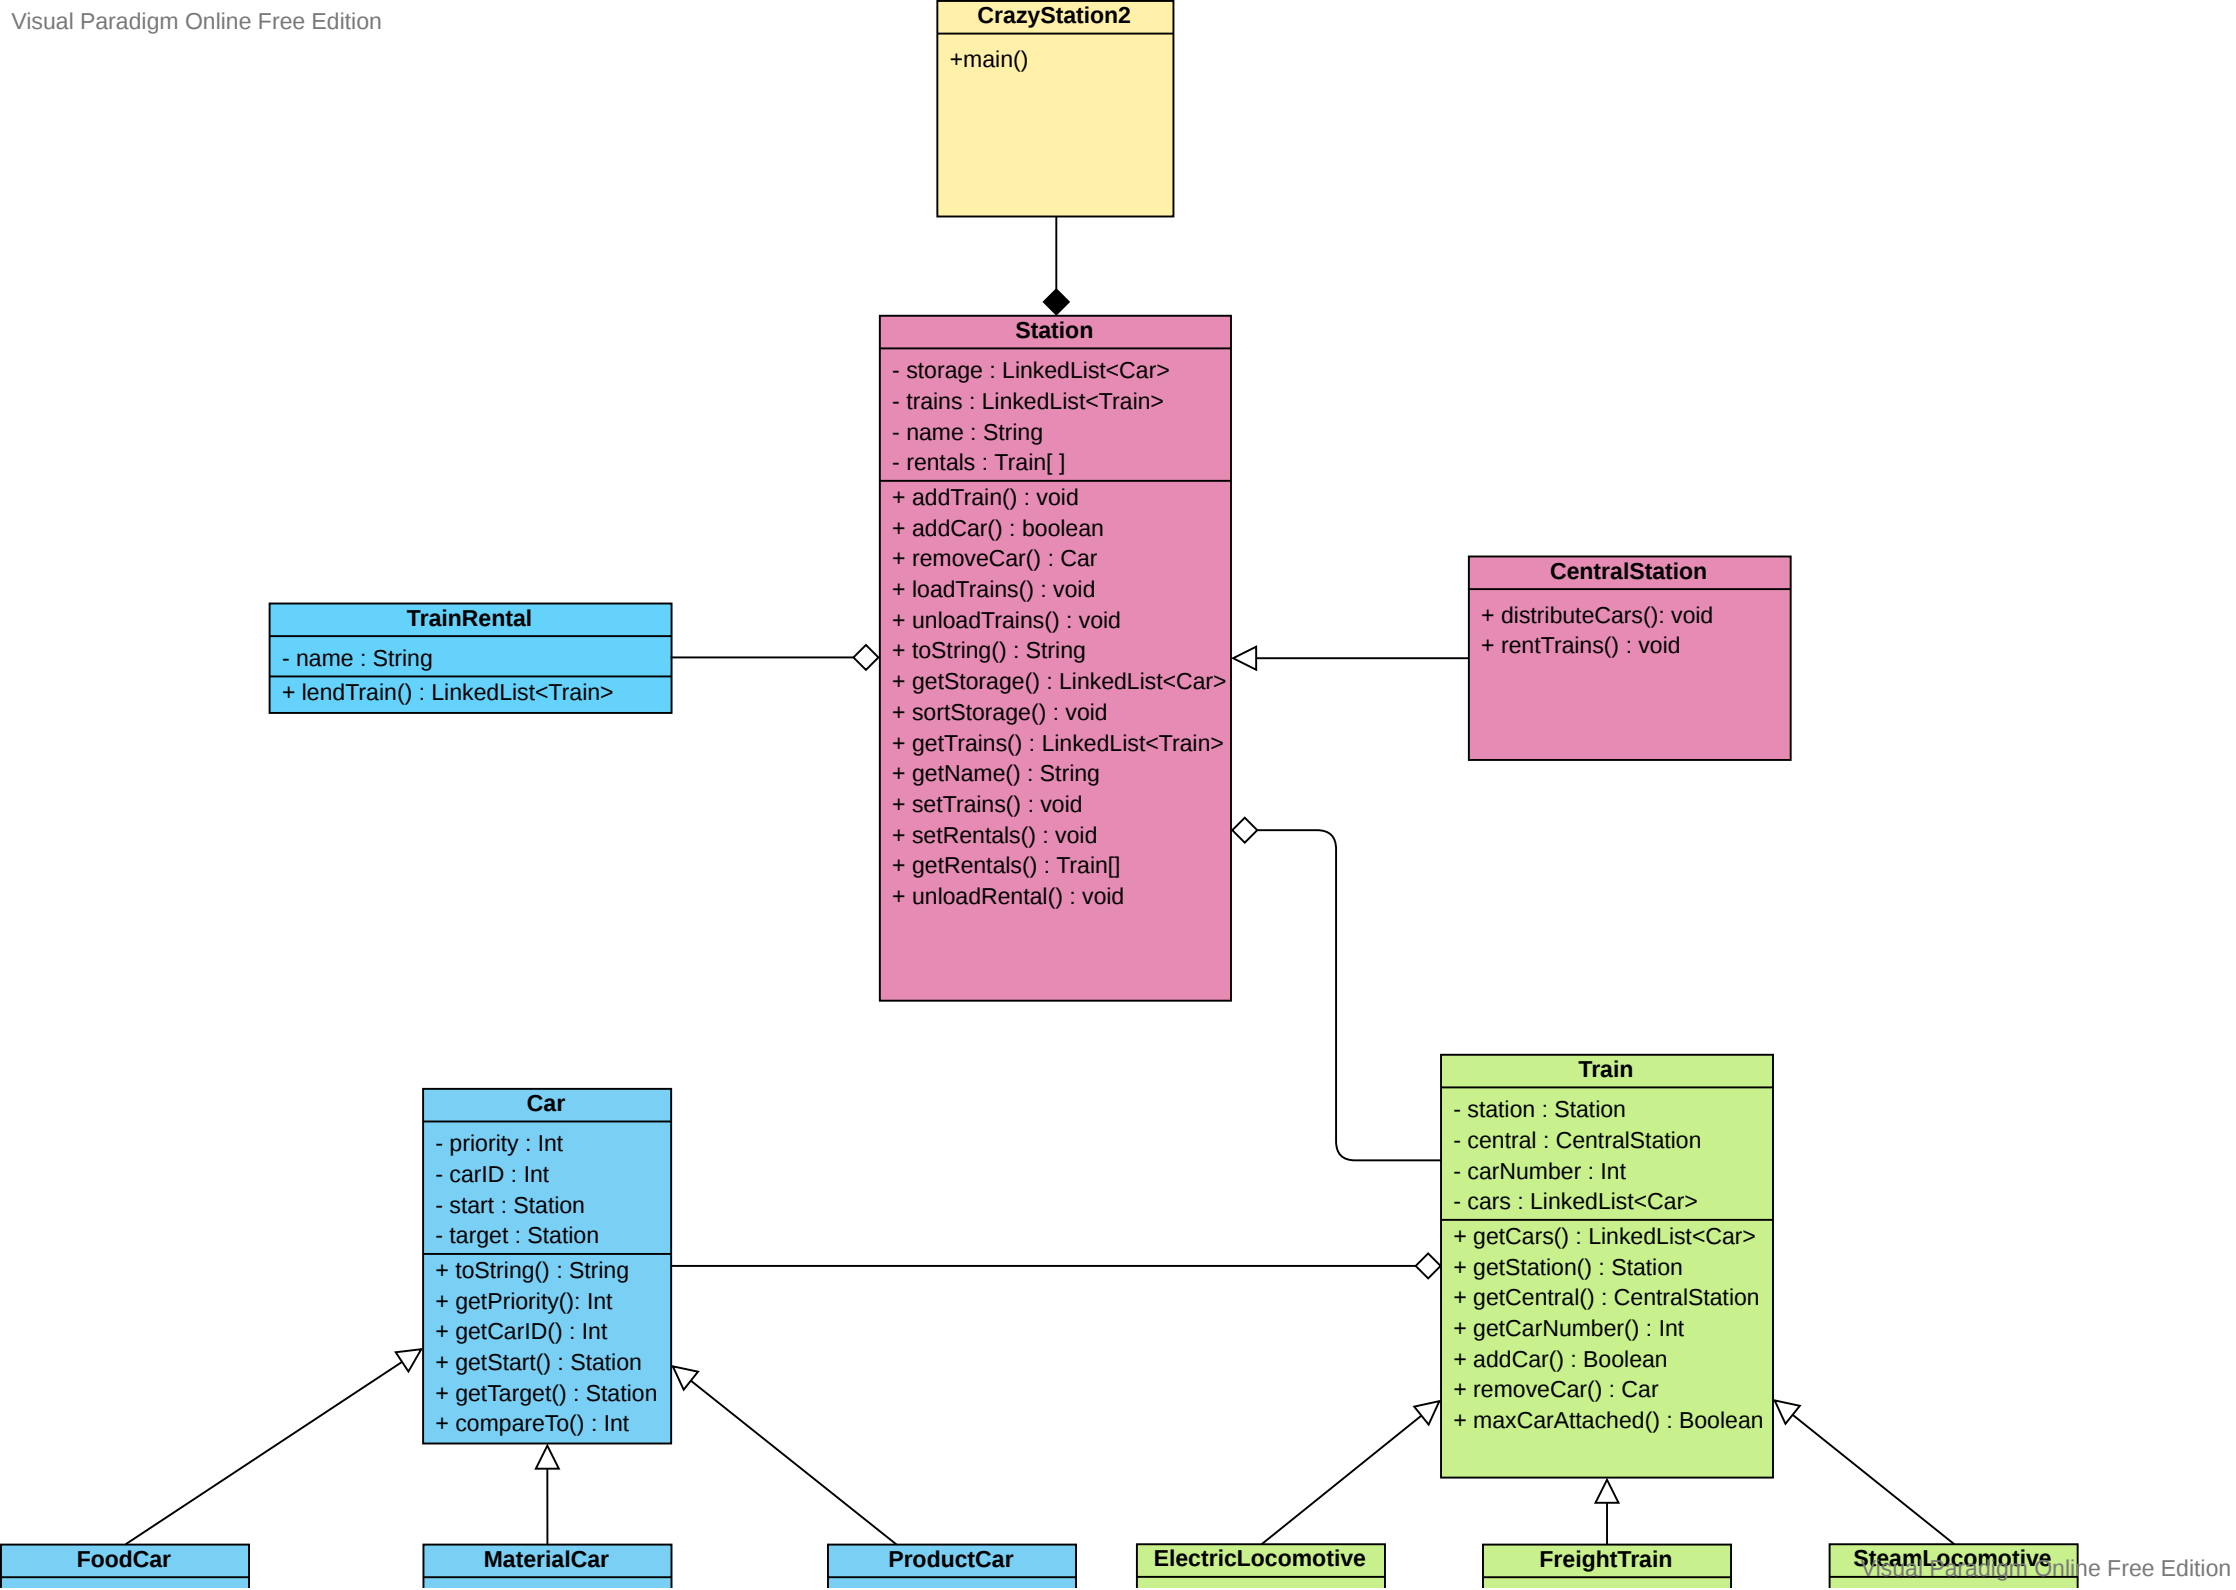 Visual Paradigm Online Free Edition
CrazyStation2
+main()
Station
- storage : LinkedList<Car>
- trains : LinkedList<Train>
- name : String
- rentals : Train[ ]
+ addTrain() : void
+ addCar() : boolean
+ removeCar() : Car
+ loadTrains() : void
+ unloadTrains() : void
+ toString() : String
+ getStorage() : LinkedList<Car>
+ sortStorage() : void
+ getTrains() : LinkedList<Train>
+ getName() : String
+ setTrains() : void
+ setRentals() : void
+ getRentals() : Train[]
+ unloadRental() : void
CentralStation
+ distributeCars(): void
+ rentTrains() : void
TrainRental
- name : String
+ lendTrain() : LinkedList<Train>
Train
- station : Station
- central : CentralStation
- carNumber : Int
- cars : LinkedList<Car>
+ getCars() : LinkedList<Car>
+ getStation() : Station
+ getCentral() : CentralStation
+ getCarNumber() : Int
+ addCar() : Boolean
+ removeCar() : Car
+ maxCarAttached() : Boolean
Car
- priority : Int
- carID : Int
- start : Station
- target : Station
+ toString() : String
+ getPriority(): Int
+ getCarID() : Int
+ getStart() : Station
+ getTarget() : Station
+ compareTo() : Int
FoodCar
MaterialCar
ProductCar
ElectricLocomotive
FreightTrain
SteamLocomotive
Visual Paradigm Online Free Edition